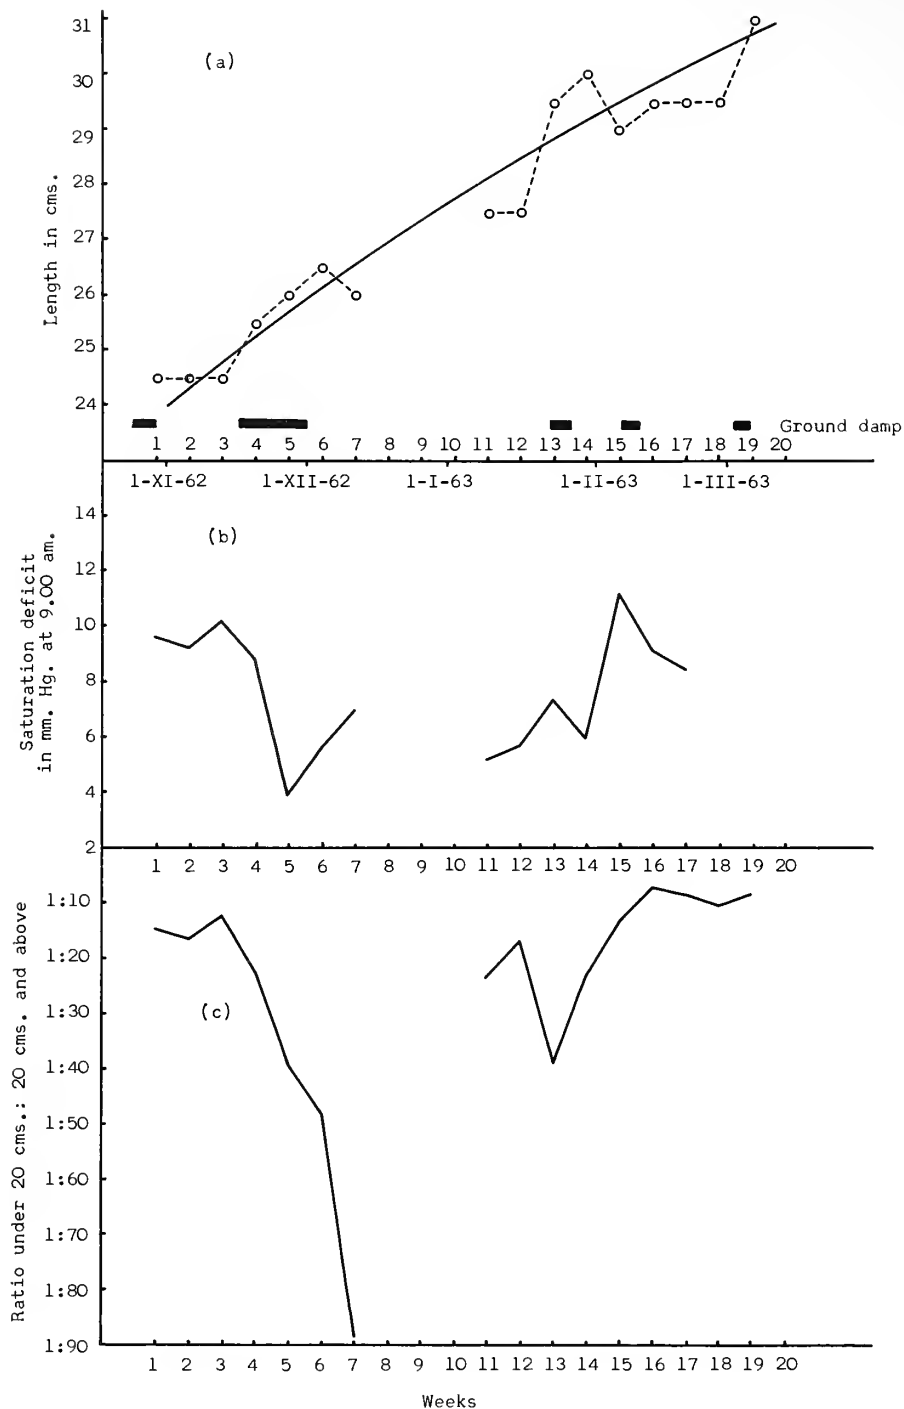 (a)
Length in cms.
31
30
29
28
27
26
25
24
Ground damp
1 2 3 4 5 6 7 8 9 10 11 12 13 14 15 16 17 18 19 20
1-XI-62 1-XII-62 1-I-63 1-II-63 1-III-63
(b)
Saturation deficit
in mm. Hg. at 9.00 am.
14
12
10
8
6
4
2
1 2 3 4 5 6 7 8 9 10 11 12 13 14 15 16 17 18 19 20
(c)
Ratio under 20 cms.: 20 cms. and above
1:10
1:20
1:30
1:40
1:50
1:60
1:70
1:80
1:90
1 2 3 4 5 6 7 8 9 10 11 12 13 14 15 16 17 18 19 20
Weeks